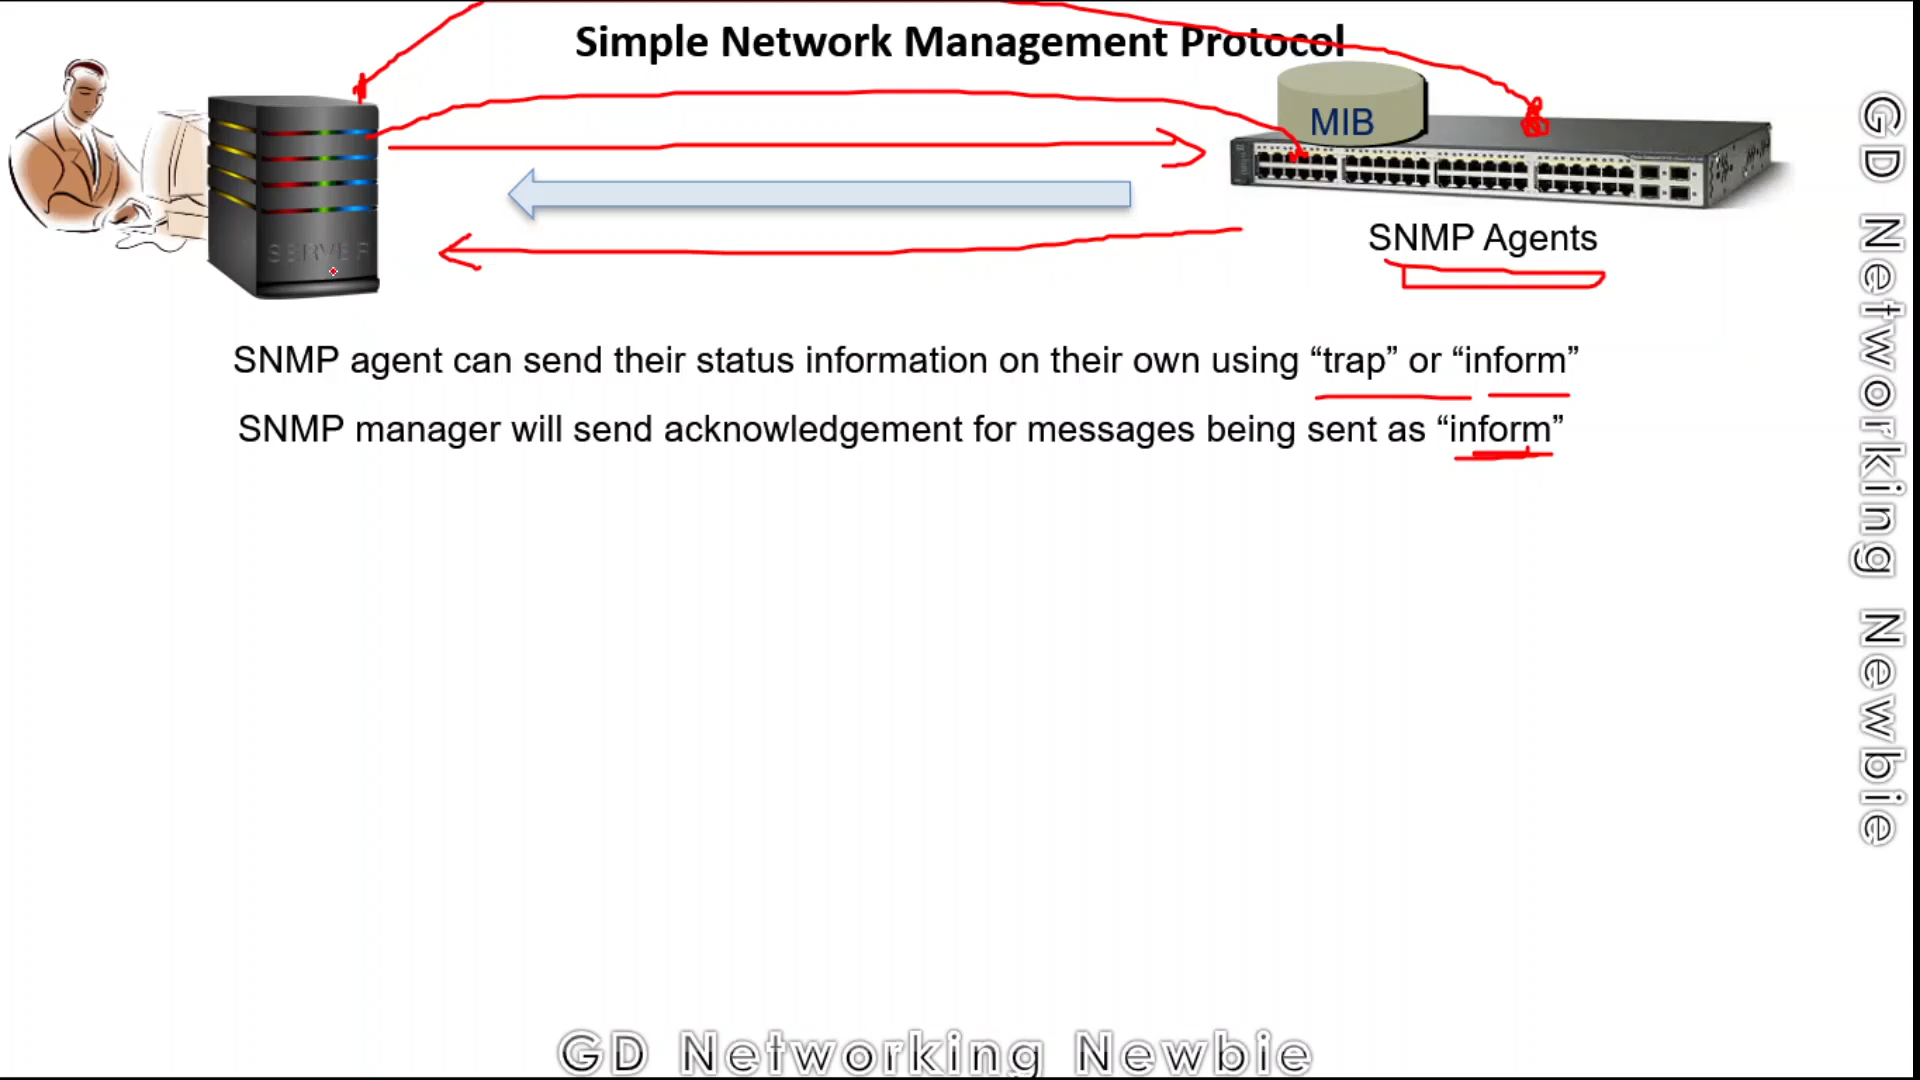 Simple Network Management Protocol
MIB
SERVER
SNMP Agents
SNMP agent can send their status information on their own using “trap” or “inform”
SNMP manager will send acknowledgement for messages being sent as “inform”
GD Networking Newbie
GD Networking Newbie